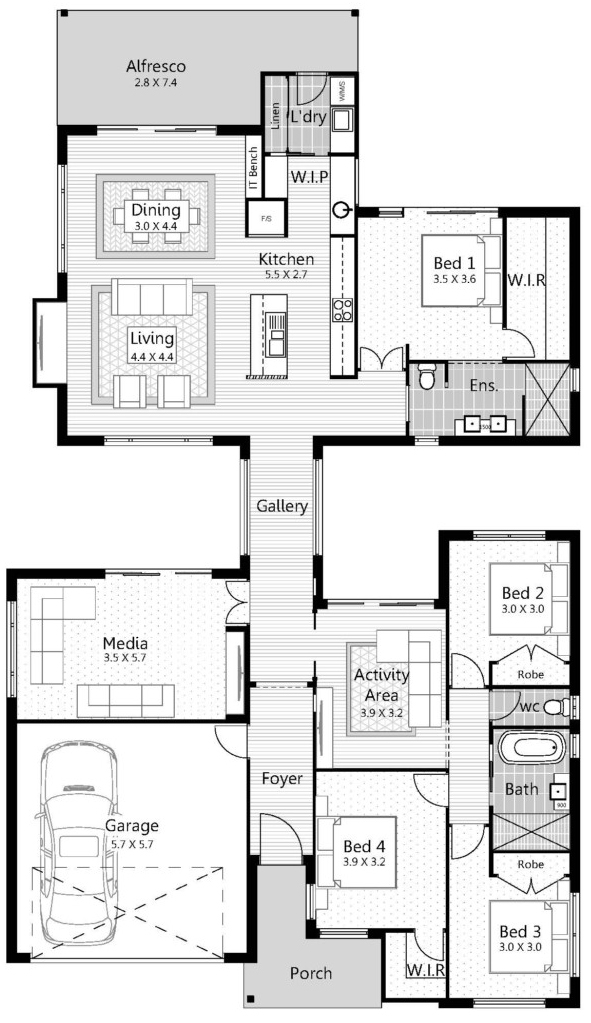 Alfresco
2.8 X 7.4
Linen
L'dry
W/M/S
IT Bench
W.I.P
F/S
Dining
3.0 X 4.4
Kitchen
5.5 X 2.7
Bed 1
3.5 X 3.6
W.I.R
Living
4.4 X 4.4
Ens.
1500
Gallery
Bed 2
3.0 X 3.0
Media
3.5 X 5.7
Robe
Activity
Area
3.9 X 3.2
WC
Foyer
Bath
900
Garage
5.7 X 5.7
Bed 4
3.9 X 3.2
Robe
Bed 3
3.0 X 3.0
W.I.R
Porch